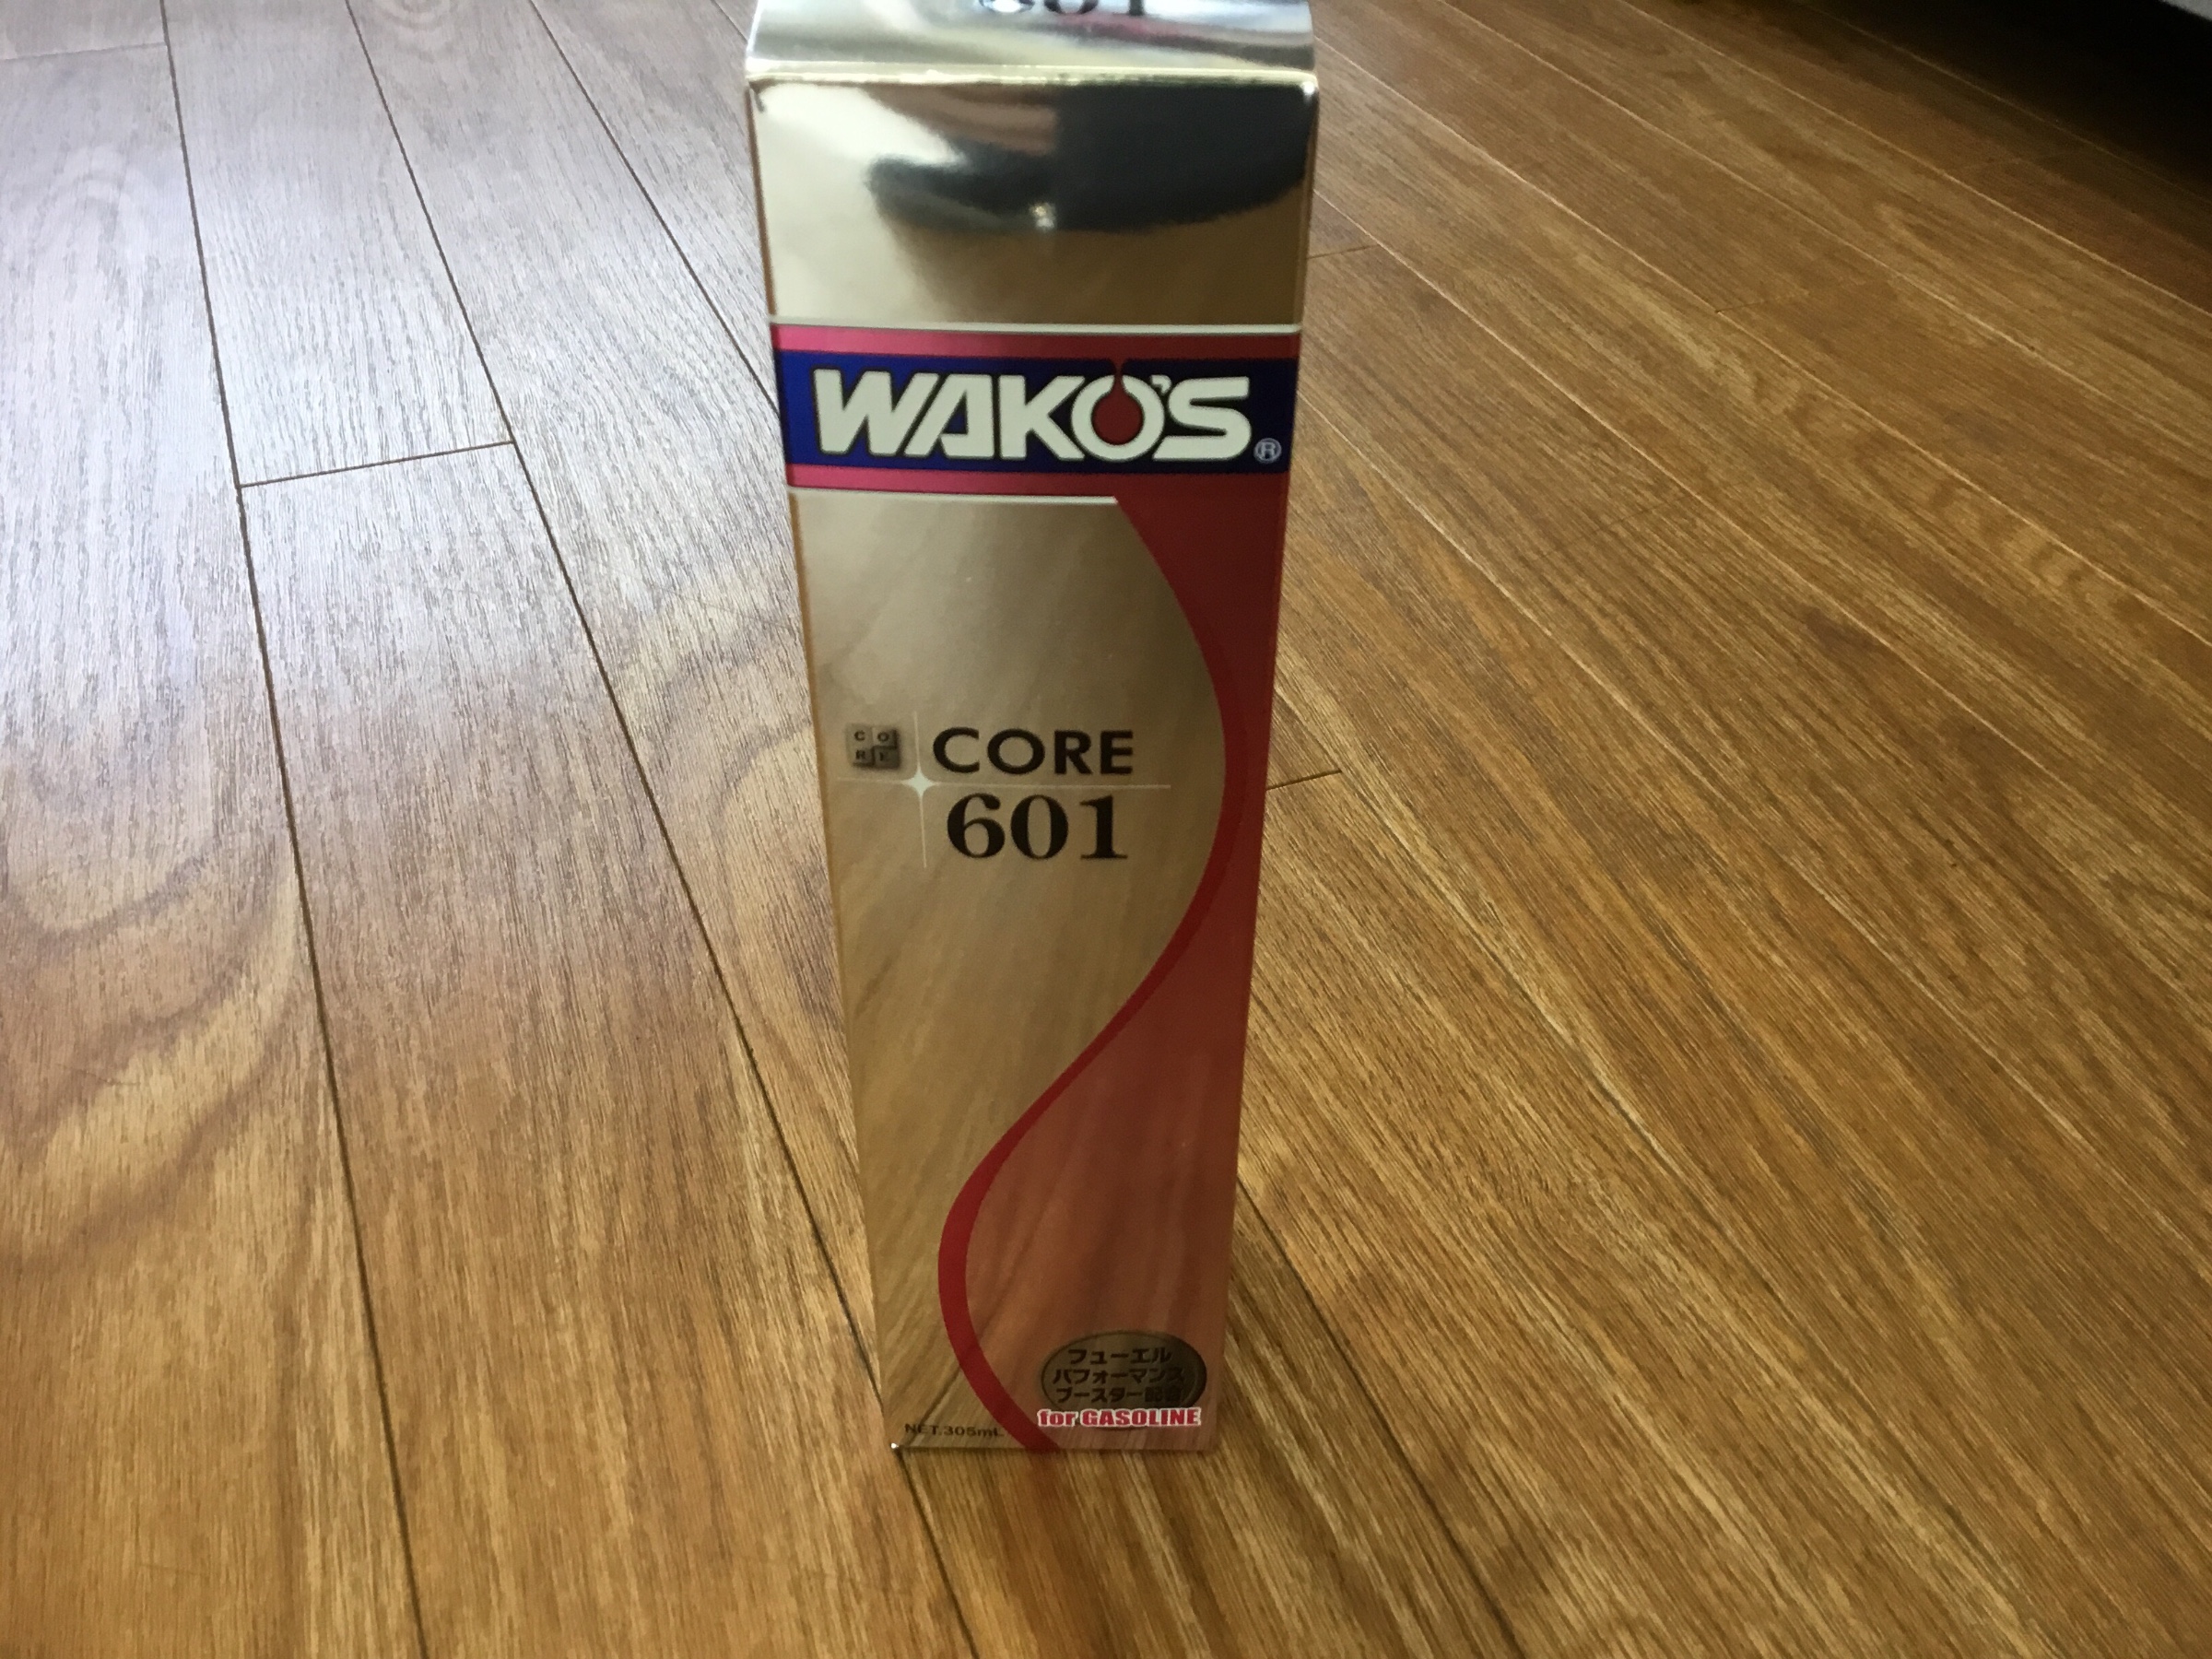 601
WAKO'S®
C O
R E
CORE
601
フューエル
パフォーマンス
ブースター配合
for GASOLINE
NET.305mL